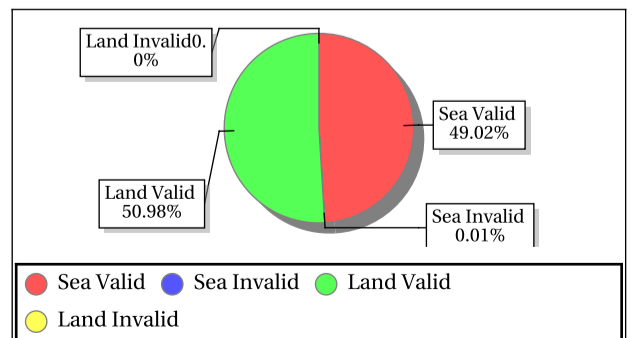 Land Invalid0.
0%
Sea Valid
49.02%
Land Valid
50.98%
Sea Invalid
0.01%
Sea Valid Sea Invalid Land Valid
Land Invalid